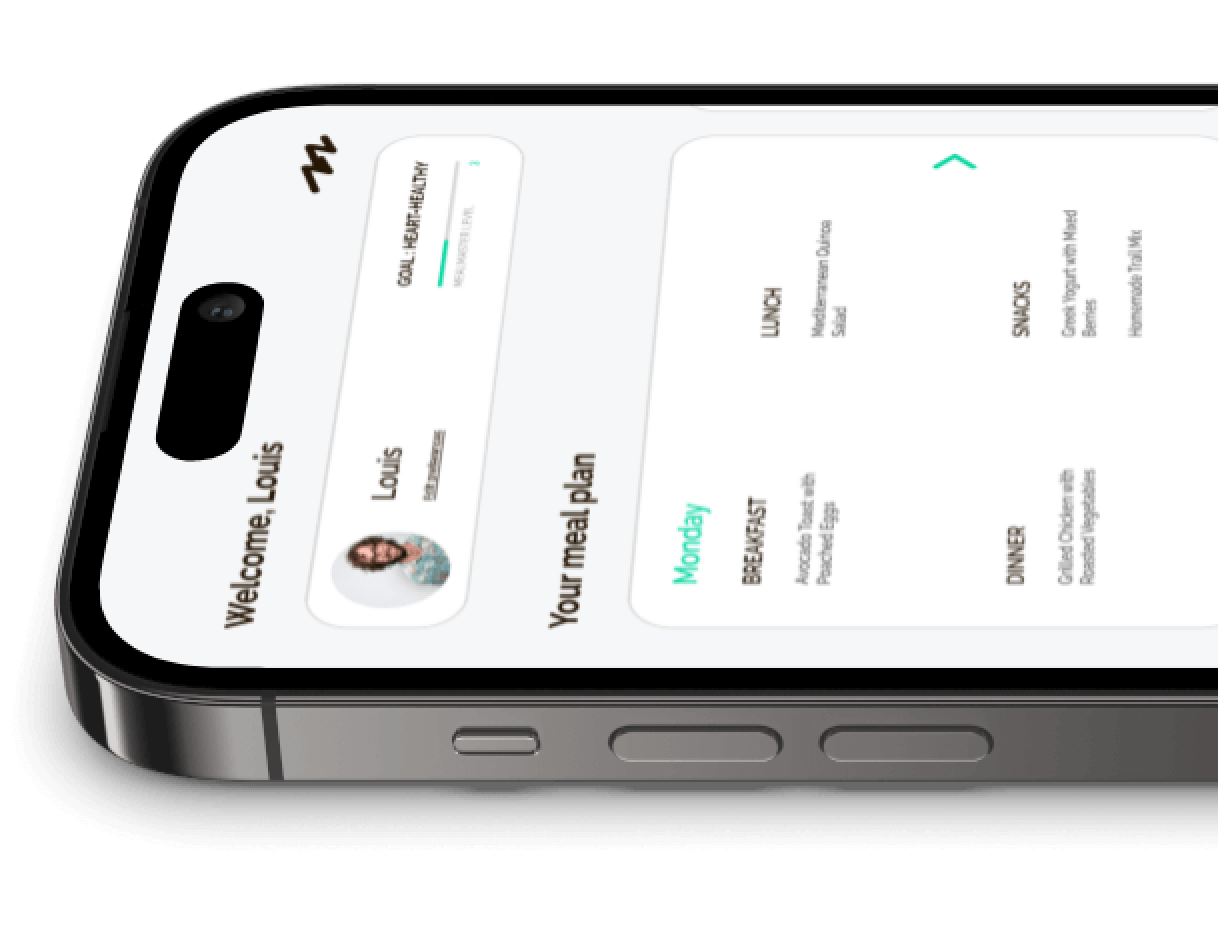 Welcome, Louis
Louis
Edit preferences
GOAL : HEART-HEALTHY
MEAL MASTER LEVEL
3
Your meal plan
Monday
BREAKFAST
Avocado Toast with
Poached Eggs
LUNCH
Mediterranean Quinoa
Salad
DINNER
Grilled Chicken with
Roasted Vegetables
SNACKS
Greek Yogurt with Mixed
Berries
Homemade Trail Mix